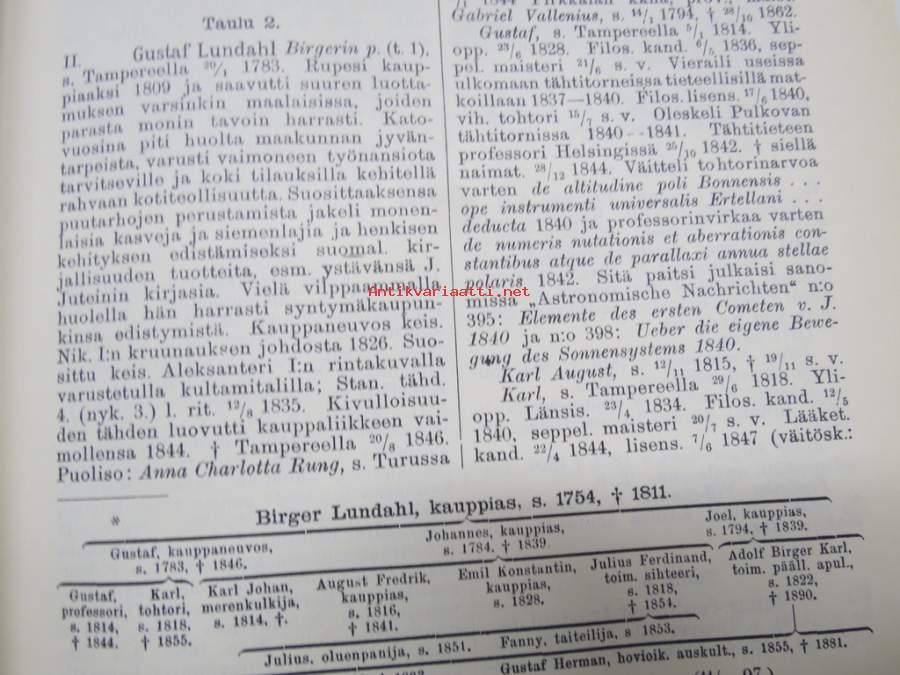 Taulu 2.
II. Gustaf Lundahl Birgerin p. (t. 1),
s. Tampereella 20/1 1783. Rupesi kaup-
piaaksi 1809 ja saavutti suuren luotta-
muksen varsinkin maalaisissa, joiden
parasta monin tavoin harrasti. Kato-
vuosina piti huolta maakunnan jyvän-
tarpeista, varusti vaimoneen työnansiota
tarvitseville ja koki tilauksilla kehitellä
rahvaan kotiteollisuutta. Suosittaaksensa
puutarhojen perustamista jakeli monen-
laisia kasveja ja siemenlajia ja henkisen
kehityksen edistämiseksi suomal. kir-
jallisuuden tuotteita, esm. ystävänsä J.
Juteinin kirjasia. Vielä vilppaammalla
huolella hän harrasti syntymäkaupun-
kinsa edistymistä. Kauppaneuvos keis.
Nik. I:n kruunauksen johdosta 1826. Suo-
sittu keis. Aleksanteri I:n rintakuvalla
varustetulla kultamitalilla; Stan. tähd.
4. (nyk. 3.) l. rit. 12/8 1835. Kivulloisuu-
den tähden luovutti kauppaliikkeen vai-
mollensa 1844. † Tampereella 20/8 1846.
Puoliso: Anna Charlotta Rung, s. Turussa
Gabriel Vallenius, s. 14/1 1794, † 28/10 1862.
Gustaf, s. Tampereella 5/1 1814. Yli-
opp. 23/6 1828. Filos. kand. 6/5 1836, sep-
pel. maisteri 21/6 s. v. Vieraili useissa
ulkomaan tähtitorneissa tieteellisillä mat-
koillaan 1837—1840. Filos. lisens. 17/6 1840,
vih. tohtori 15/7 s. v. Oleskeli Pulkovan
tähtitornissa 1840—1841. Tähtitieteen
professori Helsingissä 25/10 1842. † siellä
naimat. 28/12 1844. Väitteli tohtorinarvoa
varten de altitudine poli Bonnensis . . .
ope instrumenti universalis Ertellani . . .
deducta 1840 ja professorinvirkaa varten
de numeris nutationis et aberrationis con-
stantibus atque de parallaxi annua stellae
polaris 1842. Sitä paitsi julkaisi sano-
missa „Astronomische Nachrichten“ n:o
395: Elemente des ersten Cometen v. J.
1840 ja n:o 398: Ueber die eigene Bewe-
gung des Sonnensystems 1840.
Karl August, s. 12/11 1815, † 19/11 s. v.
Karl, s. Tampereella 29/6 1818. Yli-
opp. Länsis. 23/4 1834. Filos. kand. 12/5
1840, seppel. maisteri 20/7 s. v. Lääket.
kand. 22/4 1844, lisens. 7/6 1847 (väitösk.:
Antikvariaatti.net
* Birger Lundahl, kauppias, s. 1754, † 1811.
Gustaf, kauppaneuvos,
s. 1783, † 1846.
Johannes, kauppias,
s. 1784, † 1839
Joel, kauppias,
s. 1794, † 1839.
Gustaf,
professori,
s. 1814,
† 1844.
Karl,
tohtori,
s. 1818,
† 1855.
Karl Johan,
merenkulkija,
s. 1814, †.
August Fredrik,
kauppias,
s. 1816,
† 1841.
Emil Konstantin,
kauppias,
s. 1828.
Julius Ferdinand,
toim. sihteeri,
s. 1818,
† 1854.
Adolf Birger Karl,
toim. pääll. apul.,
s. 1822,
† 1890.
Julius, oluenpanija, s. 1851.
Fanny, taiteilija, s 1853.
Gustaf Herman, hovioik. auskult., s. 1855, † 1881.